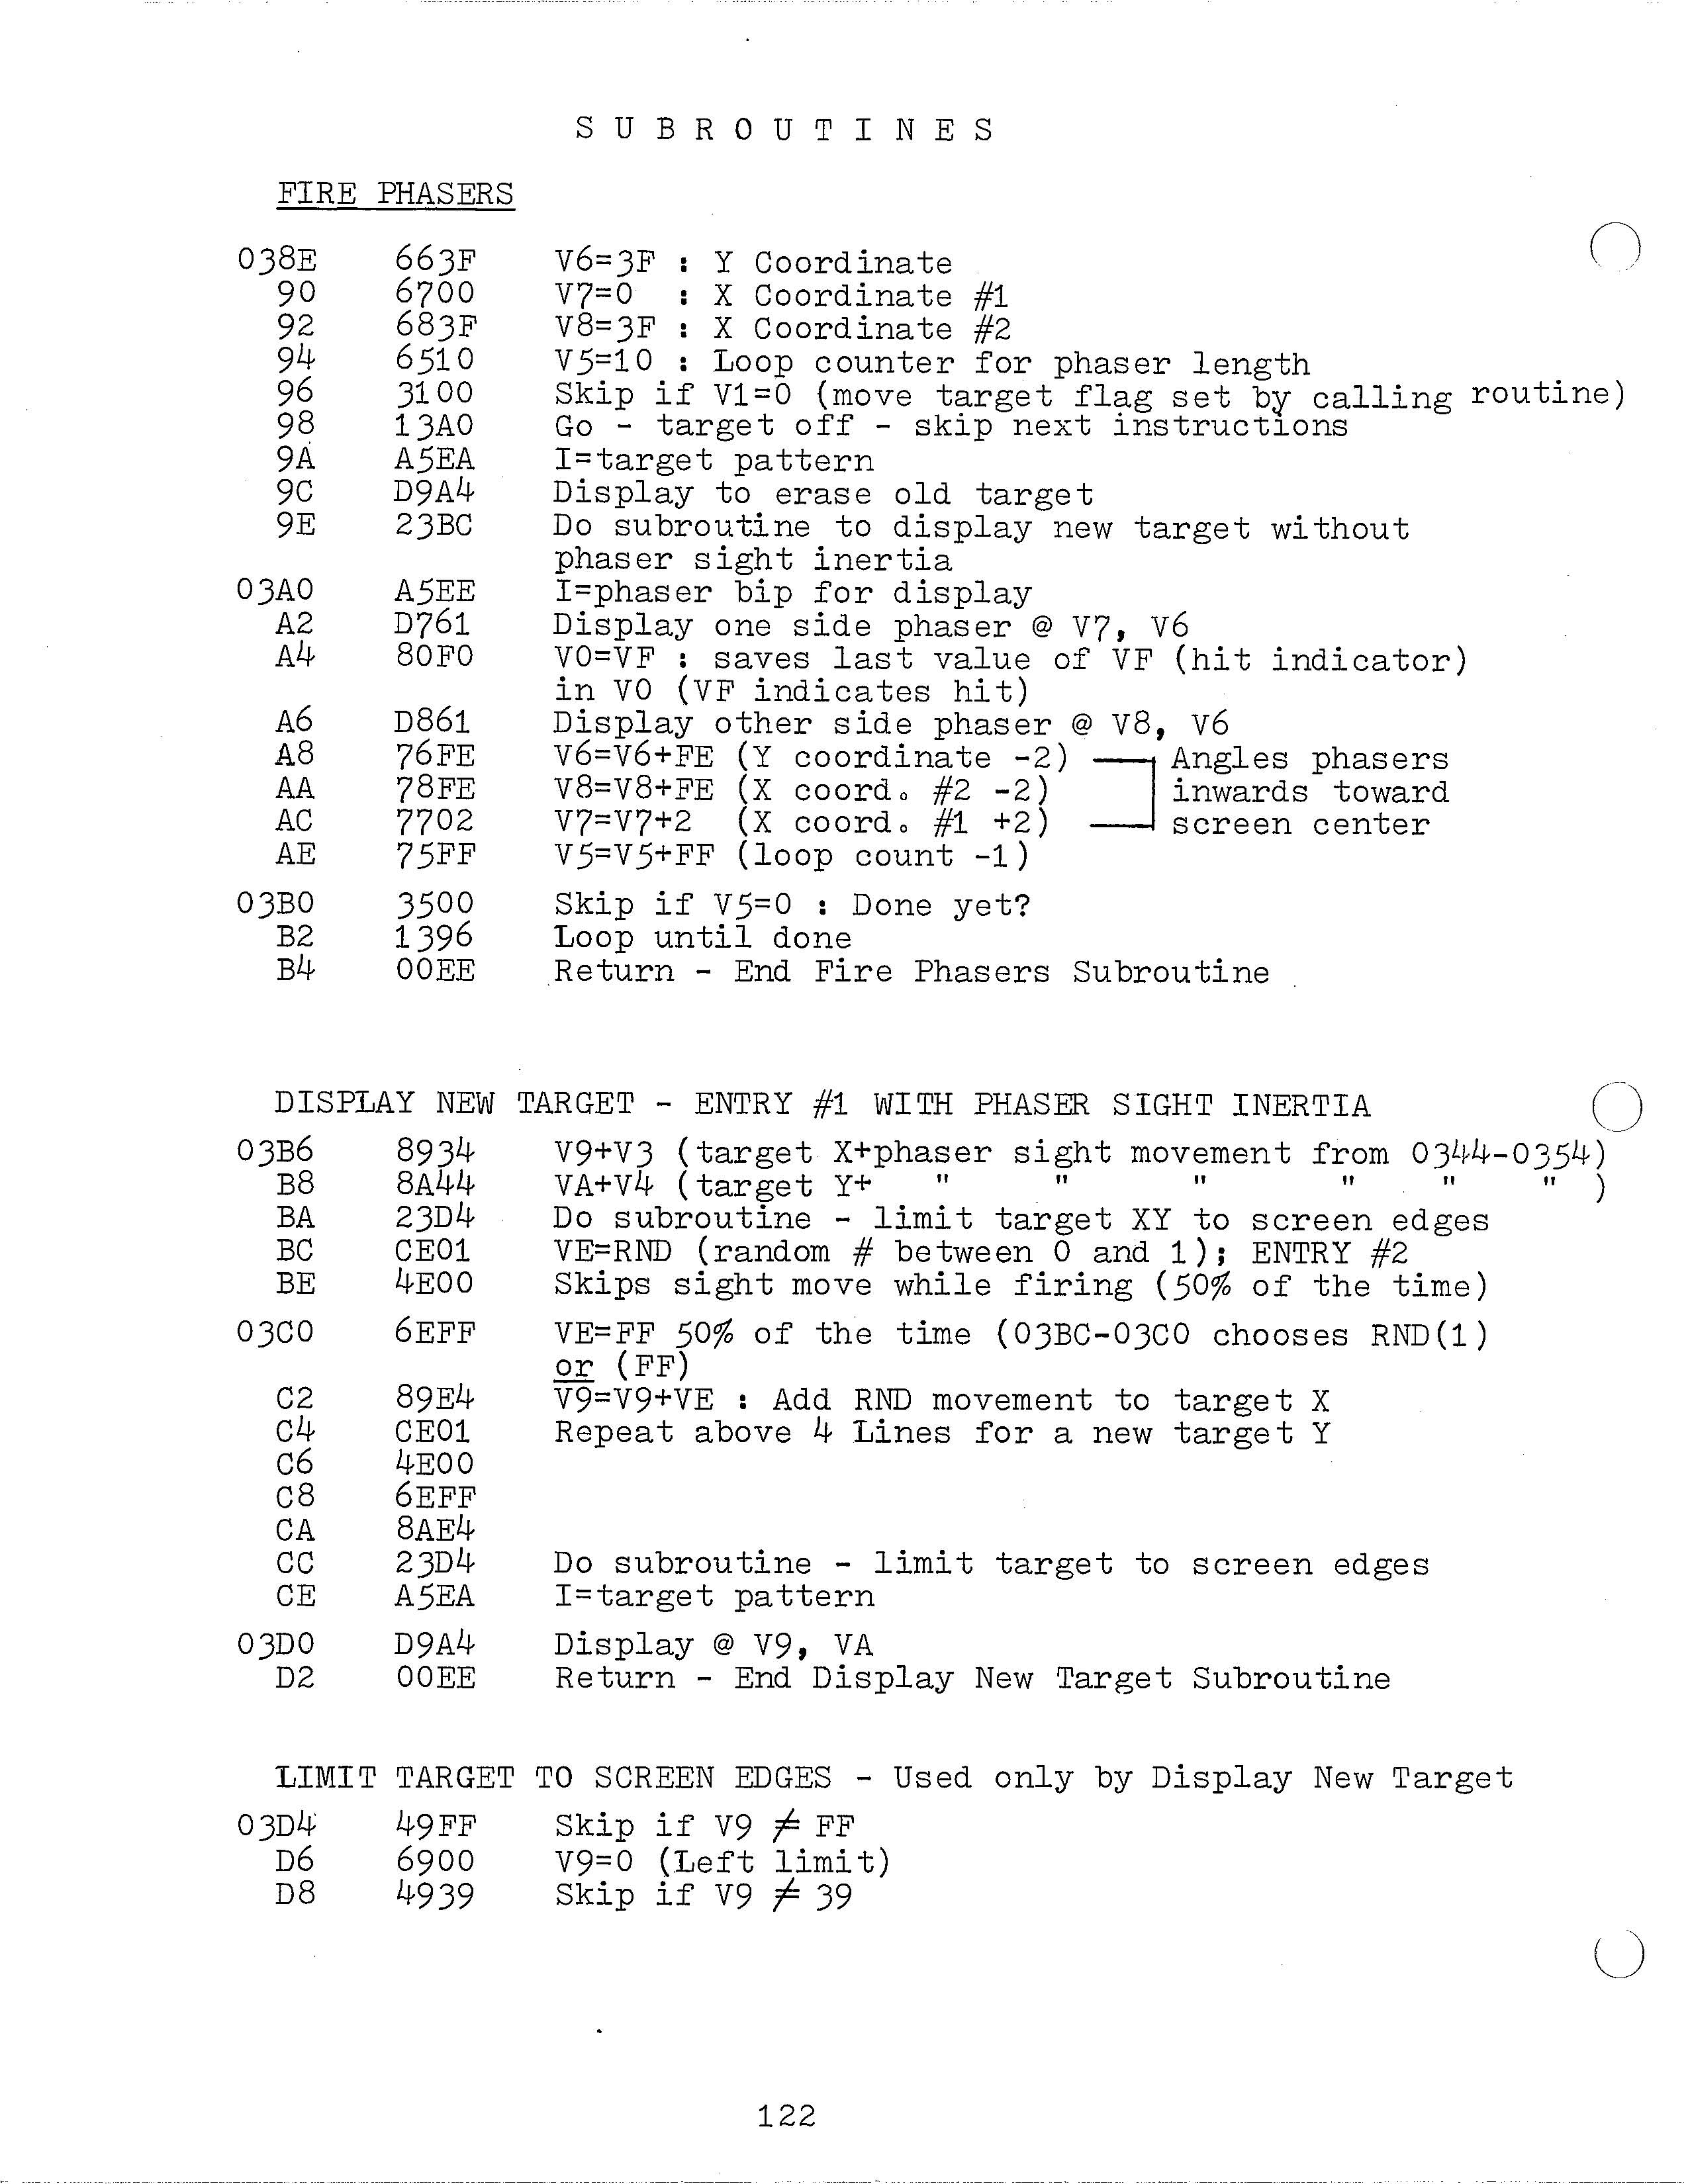 S U B R O U T I N E S
FIRE PHASERS
038E 663F V6=3F : Y Coordinate
90 6700 V7=0 : X Coordinate #1
92 683F V8=3F : X Coordinate #2
94 6510 V5=10 : Loop counter for phaser length
96 3100 Skip if V1=0 (move target flag set by calling routine)
98 13A0 Go - target off - skip next instructions
9A A5EA I=target pattern
9C D9A4 Display to erase old target
9E 23BC Do subroutine to display new target without
phaser sight inertia
03A0 A5EE I=phaser bip for display
A2 D761 Display one side phaser @ V7, V6
A4 80F0 V0=VF : saves last value of VF (hit indicator)
in V0 (VF indicates hit)
A6 D861 Display other side phaser @ V8, V6
A8 76FE V6=V6+FE (Y coordinate -2) Angles phasers
AA 78FE V8=V8+FE (X coord. #2 -2) inwards toward
AC 7702 V7=V7+2 (X coord. #1 +2) screen center
AE 75FF V5=V5+FF (loop count -1)
03B0 3500 Skip if V5=0 : Done yet?
B2 1396 Loop until done
B4 00EE Return - End Fire Phasers Subroutine
DISPLAY NEW TARGET - ENTRY #1 WITH PHASER SIGHT INERTIA
03B6 8934 V9+V3 (target X+phaser sight movement from 0344-0354)
B8 8A44 VA+V4 (target Y+ " " " " " " )
BA 23D4 Do subroutine - limit target XY to screen edges
BC CE01 VE=RND (random # between 0 and 1); ENTRY #2
BE 4E00 Skips sight move while firing (50% of the time)
03C0 6EFF VE=FF 50% of the time (03BC-03C0 chooses RND(1)
or (FF)
C2 89E4 V9=V9+VE : Add RND movement to target X
C4 CE01 Repeat above 4 Lines for a new target Y
C6 4E00
C8 6EFF
CA 8AE4
CC 23D4 Do subroutine - limit target to screen edges
CE A5EA I=target pattern
03D0 D9A4 Display @ V9, VA
D2 00EE Return - End Display New Target Subroutine
LIMIT TARGET TO SCREEN EDGES - Used only by Display New Target
03D4 49FF Skip if V9 ≠ FF
D6 6900 V9=0 (Left limit)
D8 4939 Skip if V9 ≠ 39
122